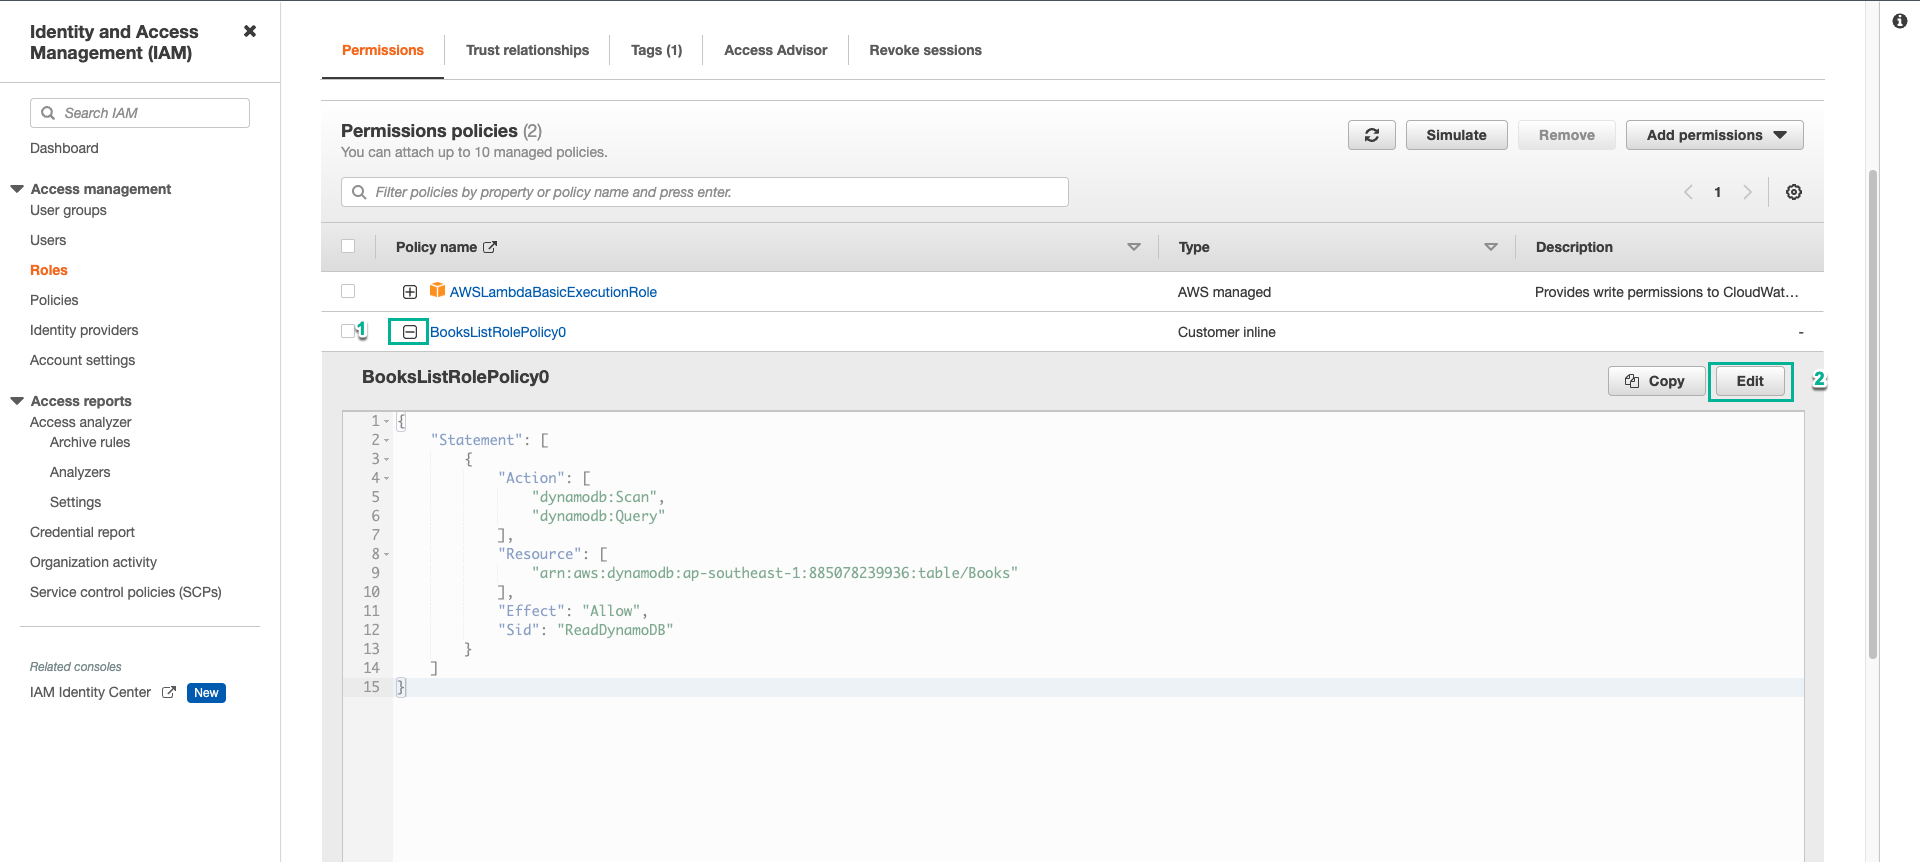 Identity and Access
Management (IAM)
Search IAM
Dashboard
Access management
User groups
Users
Roles
Policies
Identity providers
Account settings
Access reports
Access analyzer
Archive rules
Analyzers
Settings
Credential report
Organization activity
Service control policies (SCPs)
Related consoles
IAM Identity Center New
Permissions Trust relationships Tags (1) Access Advisor Revoke sessions
Permissions policies (2)
You can attach up to 10 managed policies.
Simulate Remove Add permissions
Filter policies by property or policy name and press enter.
1
Policy name Type Description
AWSLambdaBasicExecutionRole AWS managed Provides write permissions to CloudWat…
1 BooksListRolePolicy0 Customer inline -
BooksListRolePolicy0
Copy Edit 2
1 {
2 "Statement": [
3 {
4 "Action": [
5 "dynamodb:Scan",
6 "dynamodb:Query"
7 ],
8 "Resource": [
9 "arn:aws:dynamodb:ap-southeast-1:885078239936:table/Books"
10 ],
11 "Effect": "Allow",
12 "Sid": "ReadDynamoDB"
13 }
14 ]
15 }